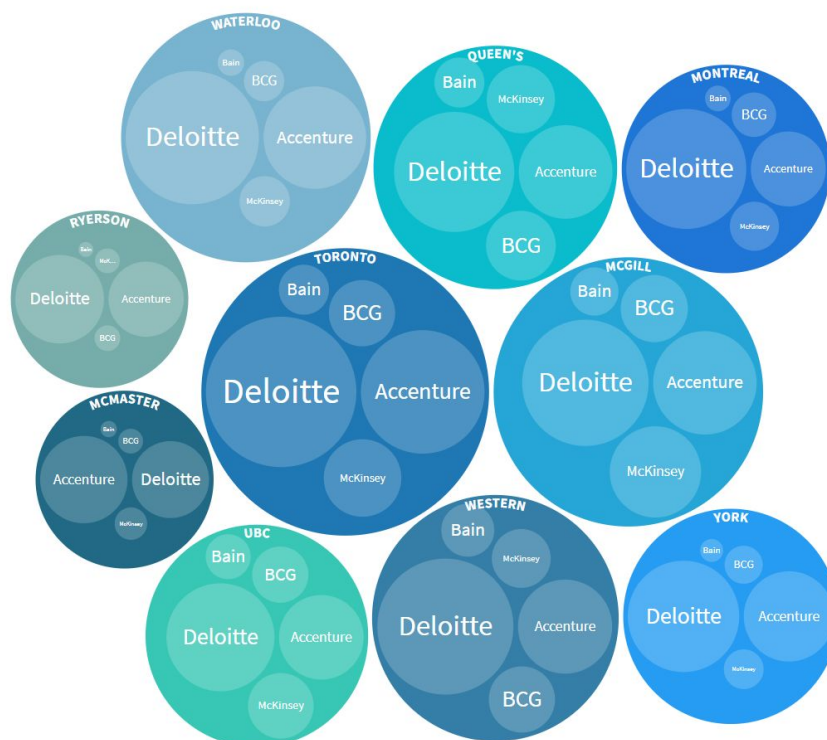 WATERLOO
Bain
BCG
Deloitte
Accenture
McKinsey
QUEEN'S
Bain
McKinsey
Deloitte
Accenture
BCG
MONTREAL
Bain
BCG
Deloitte
Accenture
McKinsey
RYERSON
Bain
McK...
Deloitte
Accenture
BCG
TORONTO
Bain
BCG
Deloitte
Accenture
McKinsey
MCGILL
Bain
BCG
Deloitte
Accenture
McKinsey
MCMASTER
Bain
BCG
Accenture
Deloitte
McKinsey
UBC
Bain
BCG
Deloitte
Accenture
McKinsey
WESTERN
Bain
McKinsey
Deloitte
Accenture
BCG
YORK
Bain
BCG
Deloitte
Accenture
McKinsey